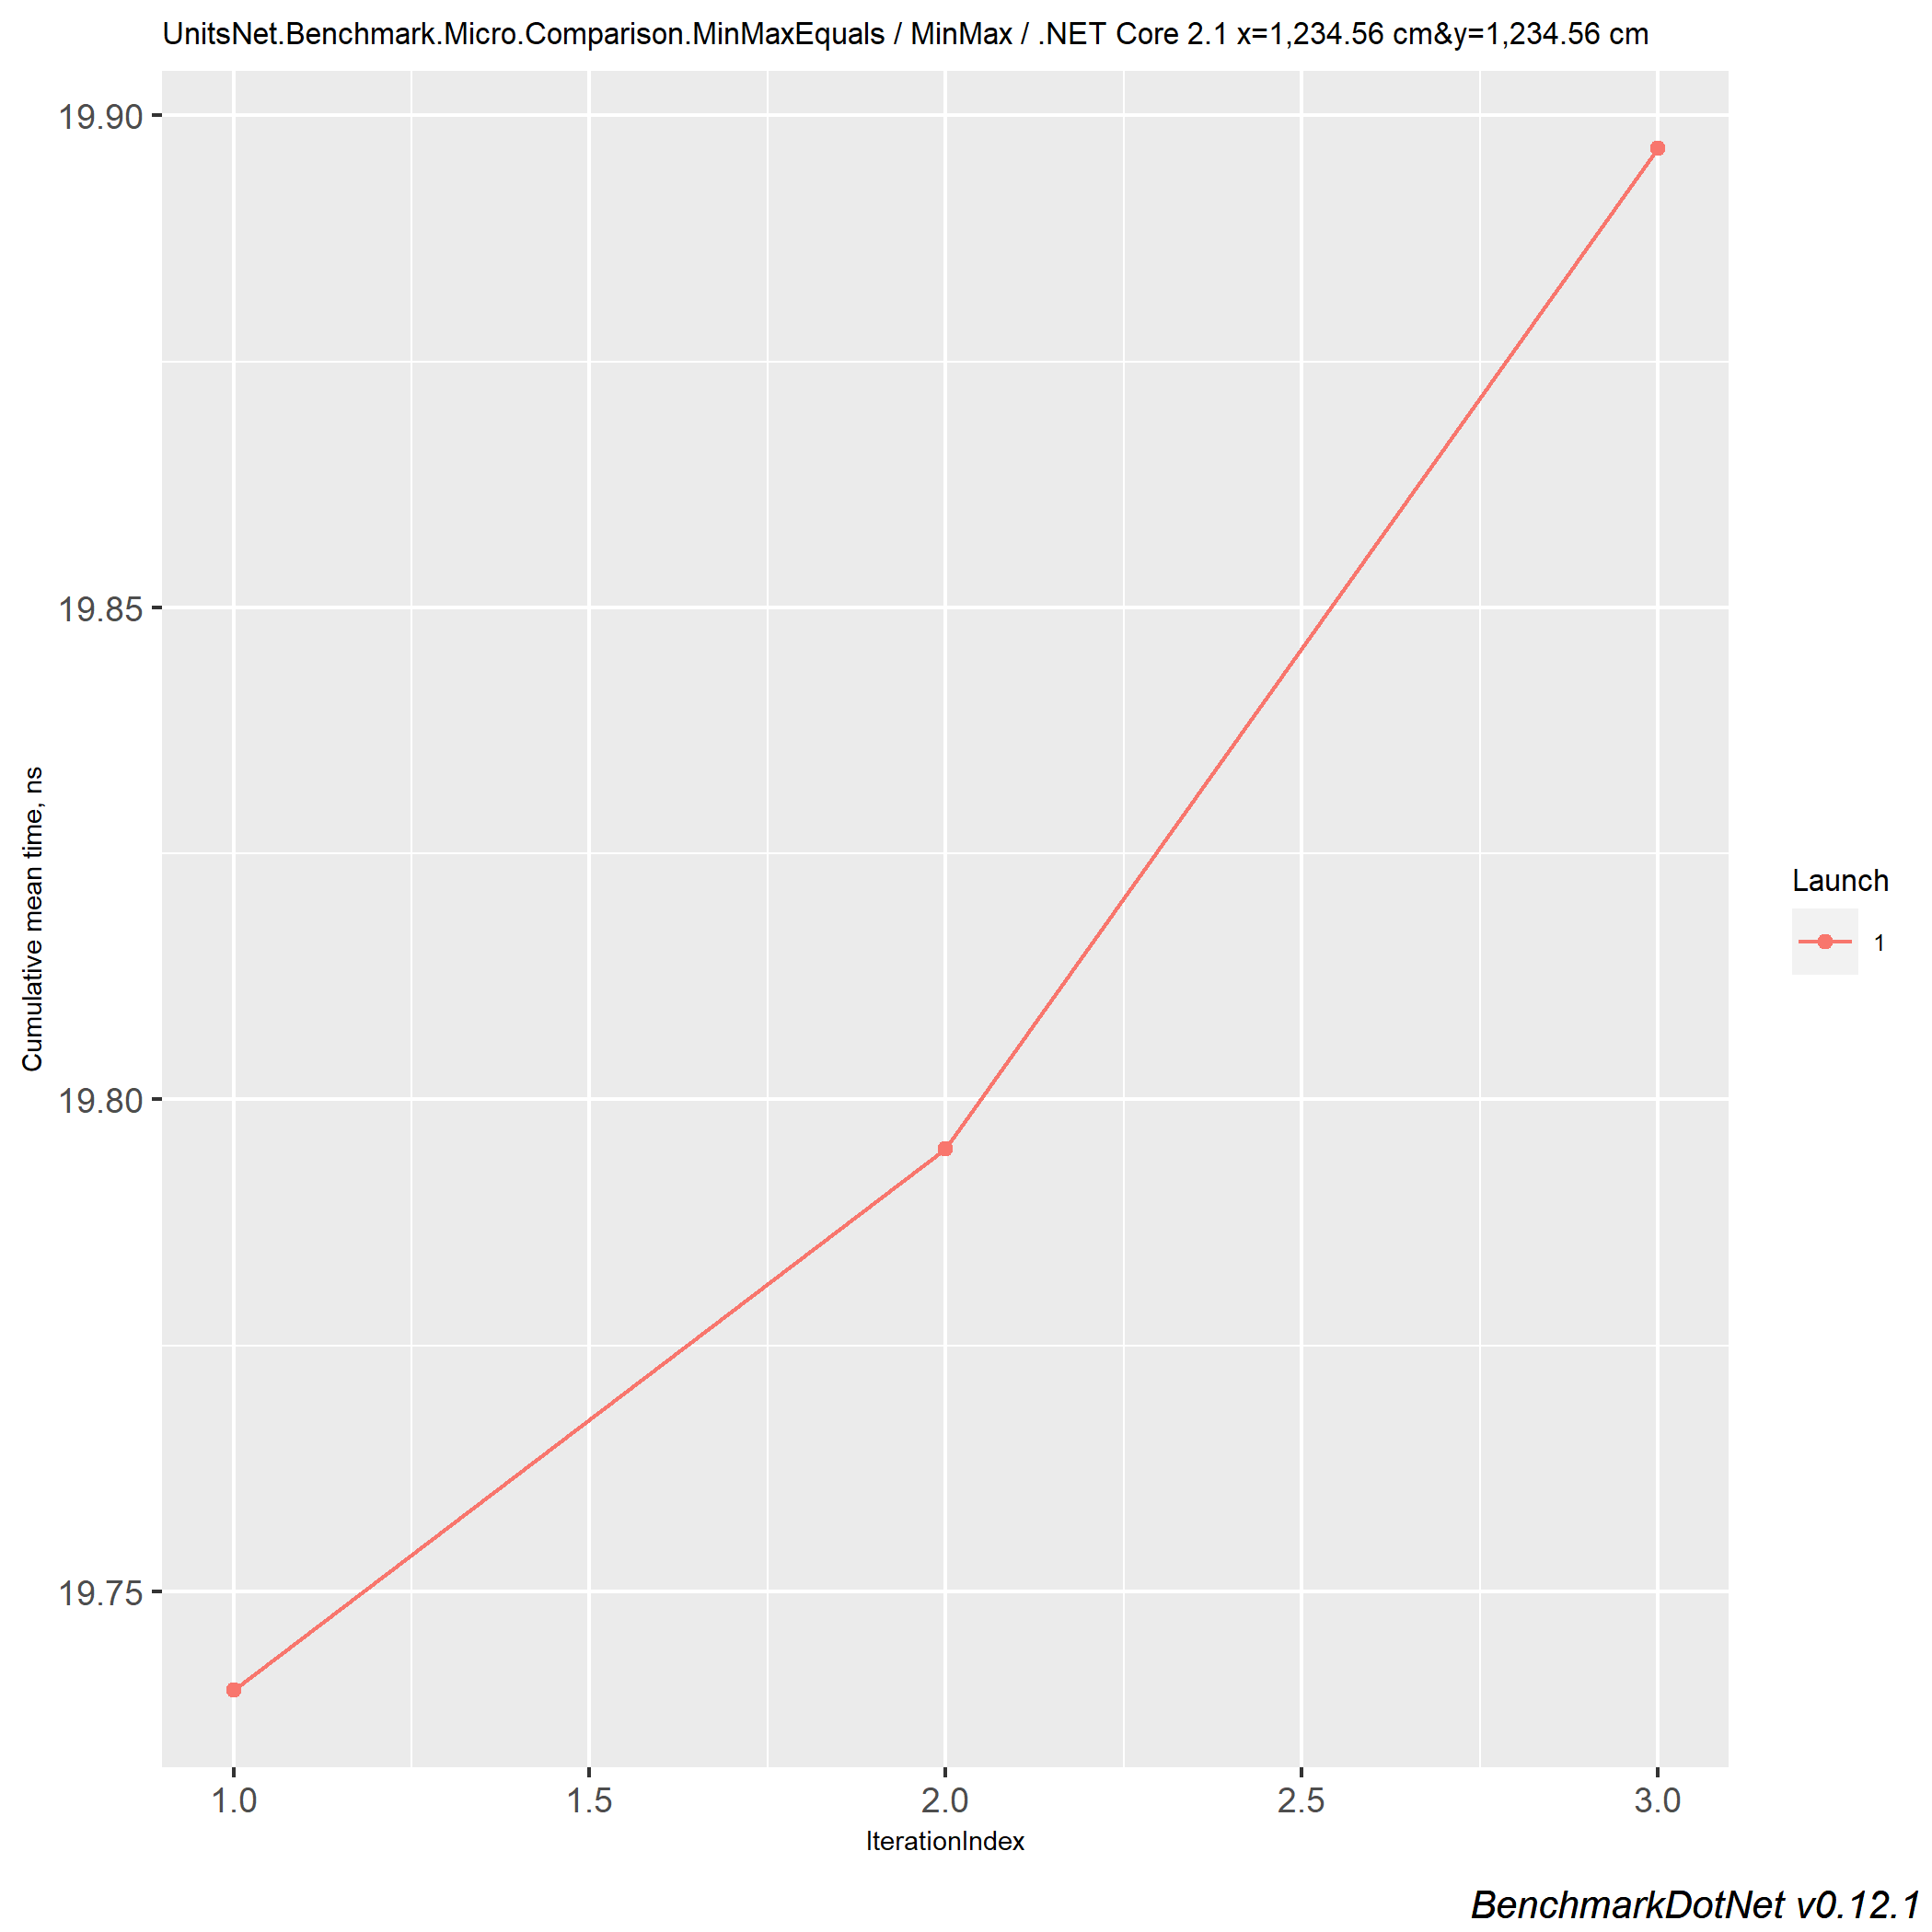 UnitsNet.Benchmark.Micro.Comparison.MinMaxEquals / MinMax / .NET Core 2.1 x=1,234.56 cm&y=1,234.56 cm
19.90
19.85
19.80
19.75
Cumulative mean time, ns
1.0
1.5
2.0
2.5
3.0
IterationIndex
Launch
1
BenchmarkDotNet v0.12.1